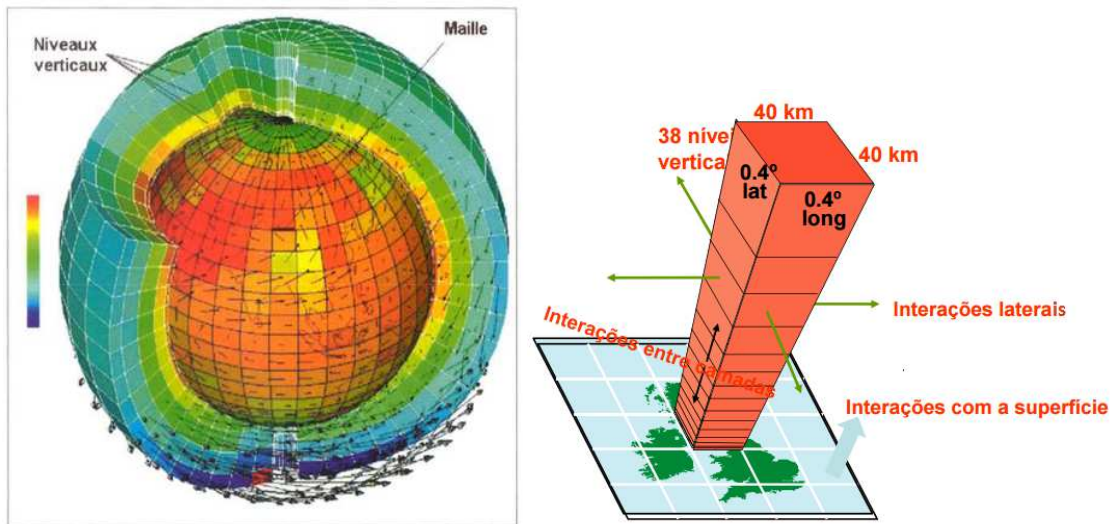 Niveaux
verticaux
Maille
40 km
40 km
38 nívei
vertica
0.4º
lat
0.4º
long
Interações laterais
Interações entre camadas
Interações com a superfície